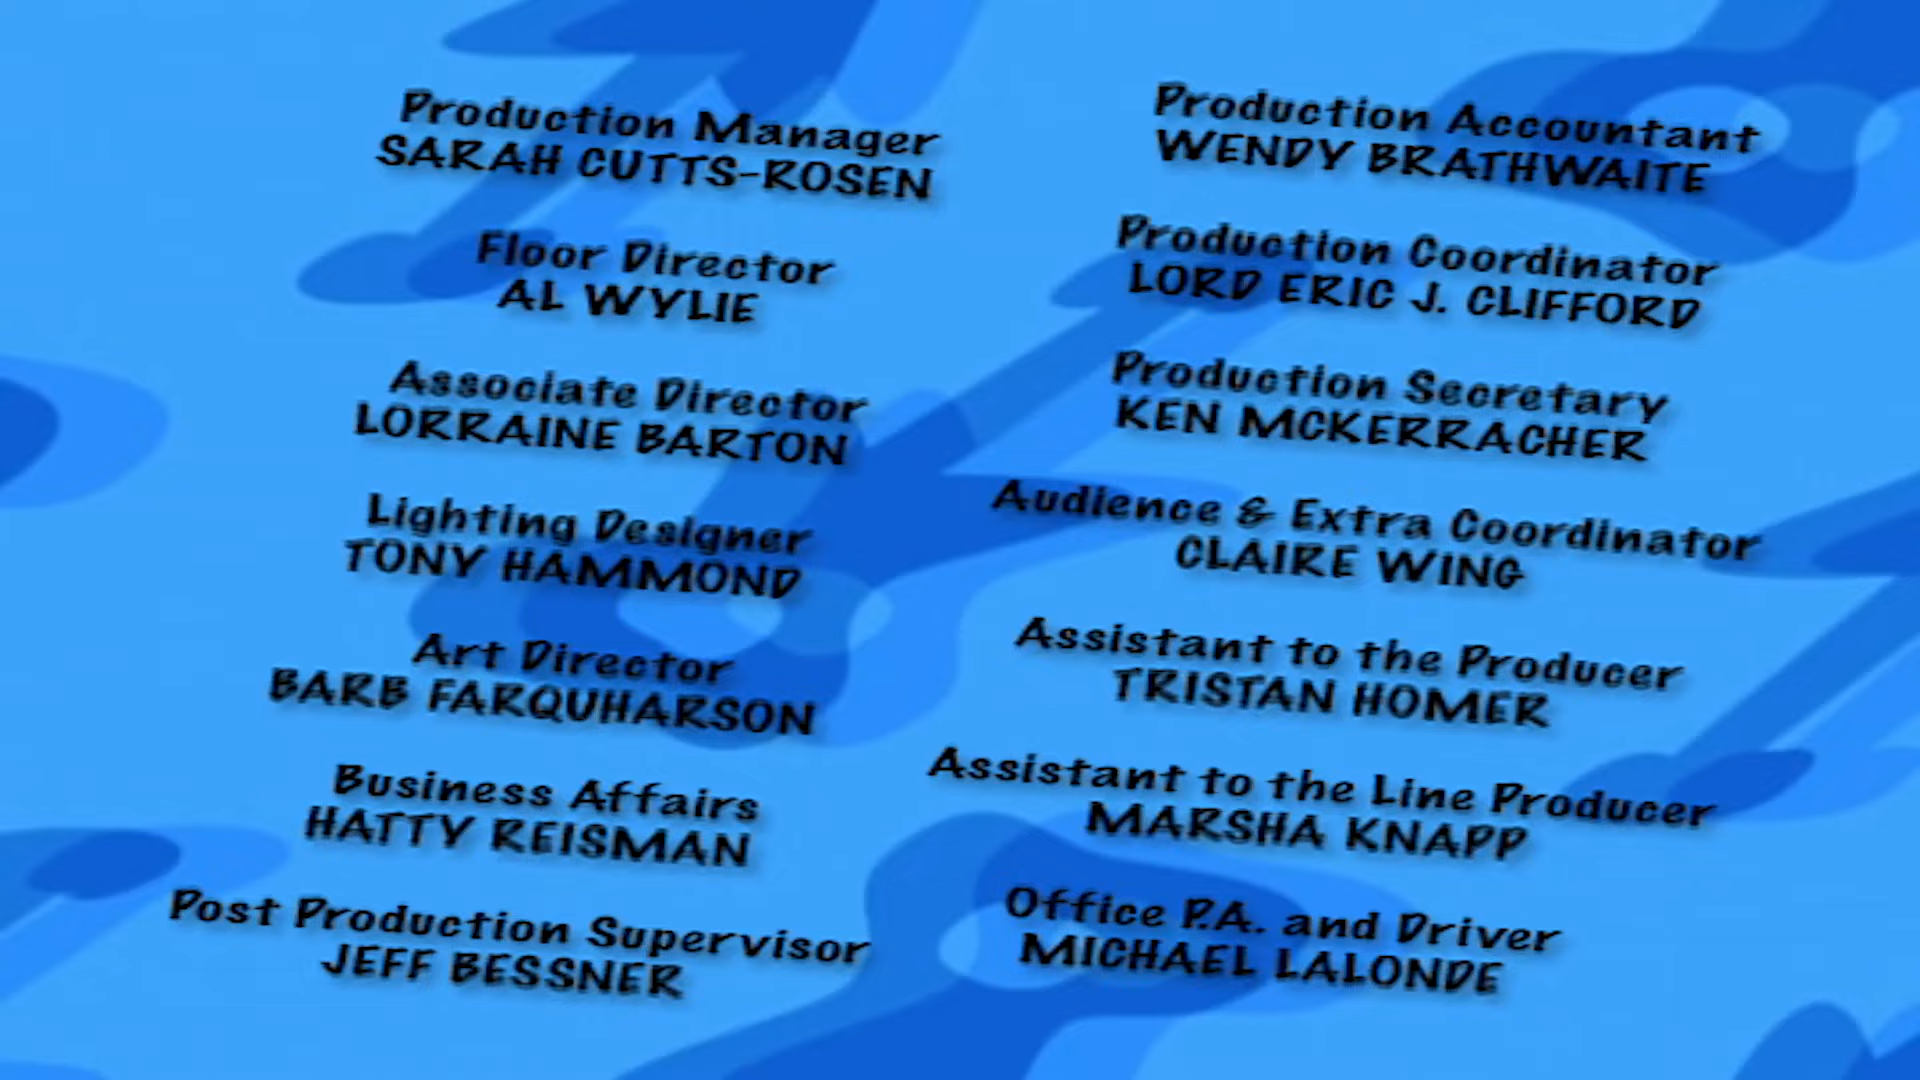 Production Manager
SARAH CUTTS-ROSEN
Floor Director
AL WYLIE
Associate Director
LORRAINE BARTON
Lighting Designer
TONY HAMMOND
Art Director
BARB FARQUHARSON
Business Affairs
HATTY REISMAN
Post Production Supervisor
JEFF BESSNER
Production Accountant
WENDY BRATHWAITE
Production Coordinator
LORD ERIC J. CLIFFORD
Production Secretary
KEN MCKERRACHER
Audience & Extra Coordinator
CLAIRE WING
Assistant to the Producer
TRISTAN HOMER
Assistant to the Line Producer
MARSHA KNAPP
Office P.A. and Driver
MICHAEL LALONDE